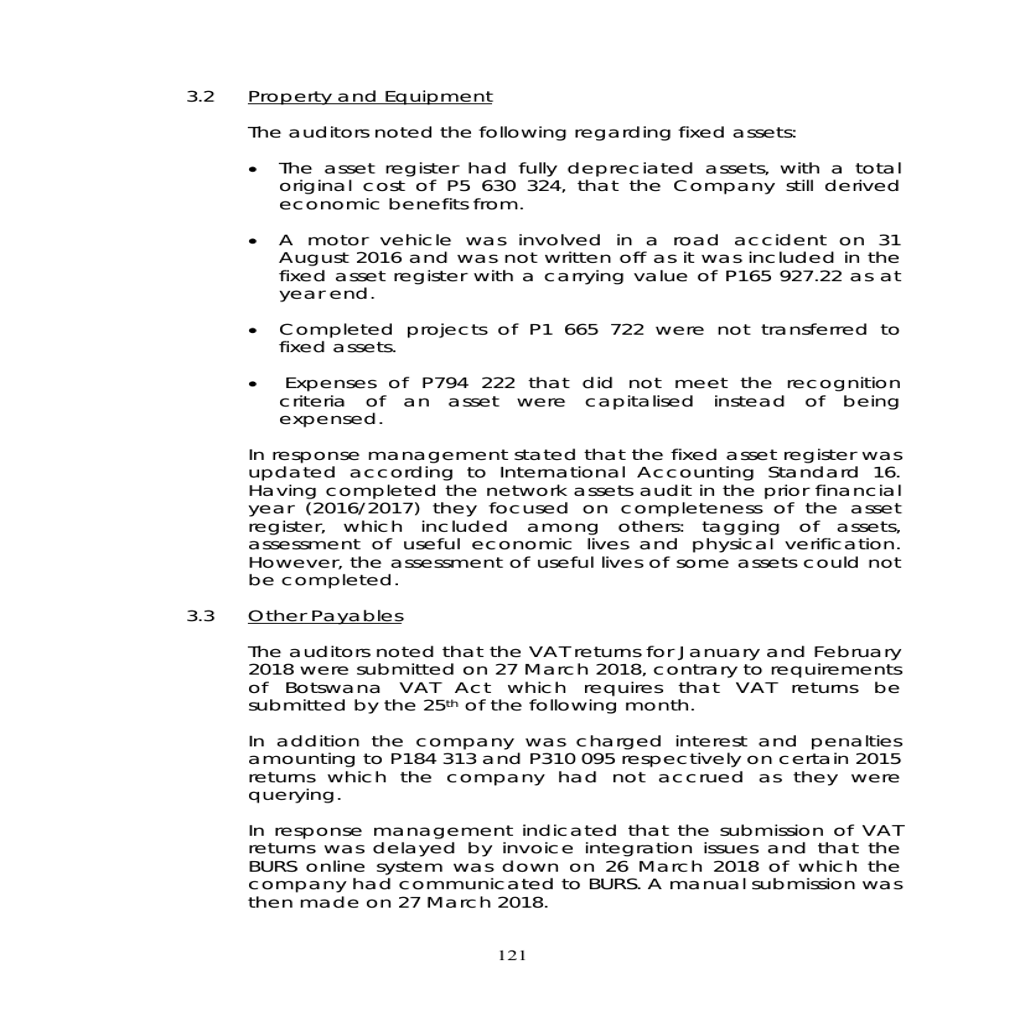 3.2 Property and Equipment
The auditors noted the following regarding fixed assets:
• The asset register had fully depreciated assets, with a total
original cost of P5 630 324, that the Company still derived
economic benefits from.
• A motor vehicle was involved in a road accident on 31
August 2016 and was not written off as it was included in the
fixed asset register with a carrying value of P165 927.22 as at
year end.
• Completed projects of P1 665 722 were not transferred to
fixed assets.
• Expenses of P794 222 that did not meet the recognition
criteria of an asset were capitalised instead of being
expensed.
In response management stated that the fixed asset register was
updated according to International Accounting Standard 16.
Having completed the network assets audit in the prior financial
year (2016/2017) they focused on completeness of the asset
register, which included among others: tagging of assets,
assessment of useful economic lives and physical verification.
However, the assessment of useful lives of some assets could not
be completed.
3.3 Other Payables
The auditors noted that the VAT returns for January and February
2018 were submitted on 27 March 2018, contrary to requirements
of Botswana VAT Act which requires that VAT returns be
submitted by the 25th of the following month.
In addition the company was charged interest and penalties
amounting to P184 313 and P310 095 respectively on certain 2015
returns which the company had not accrued as they were
querying.
In response management indicated that the submission of VAT
returns was delayed by invoice integration issues and that the
BURS online system was down on 26 March 2018 of which the
company had communicated to BURS. A manual submission was
then made on 27 March 2018.
121